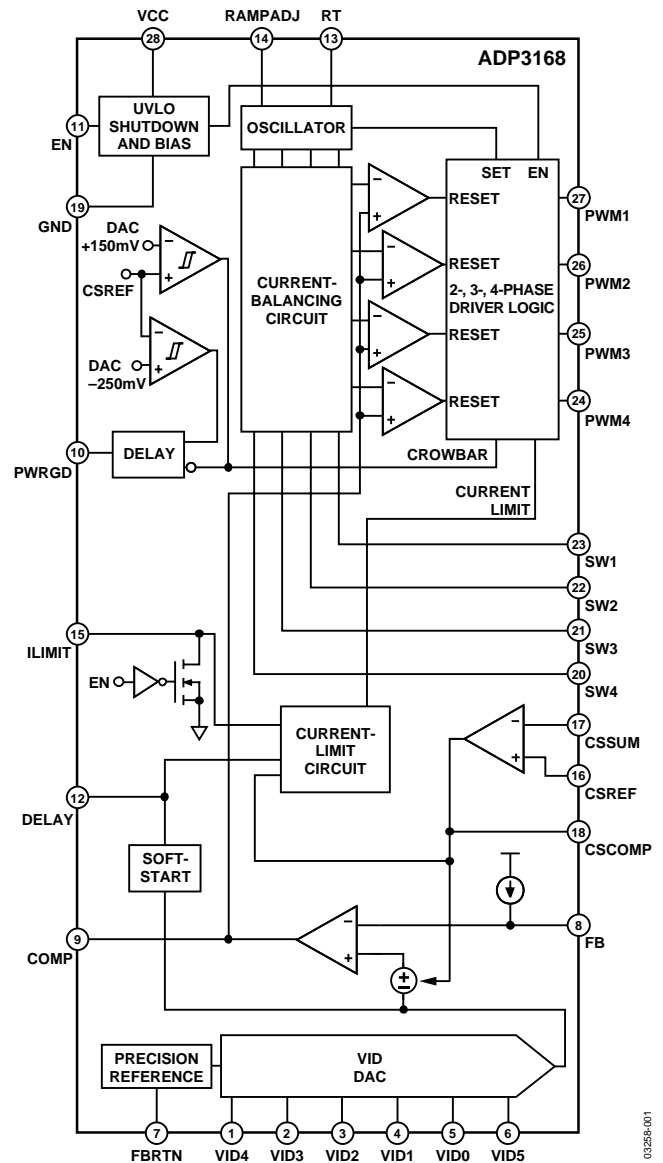 VCC
RAMPADJ RT
28
14
13
ADP3168
UVLO
SHUTDOWN
AND BIAS
11
EN
OSCILLATOR
SET EN
19
GND
DAC
+150mV
CSREF
DAC
–250mV
CURRENT-
BALANCING
CIRCUIT
– +
– +
– +
– +
– +
– +
RESET
RESET
RESET
RESET
2-, 3-, 4-PHASE
DRIVER LOGIC
27
PWM1
26
PWM2
25
PWM3
24
PWM4
10
PWRGD
DELAY
CROWBAR
CURRENT
LIMIT
23
SW1
22
SW2
21
SW3
20
SW4
15
ILIMIT
EN
CURRENT-
LIMIT
CIRCUIT
– +
17
CSSUM
16
CSREF
12
DELAY
18
CSCOMP
SOFT-
START
9
COMP
– +
+ –
8
FB
PRECISION
REFERENCE
VID
DAC
7
1
2
3
4
5
6
FBRTN VID4 VID3 VID2 VID1 VID0 VID5
03258-001